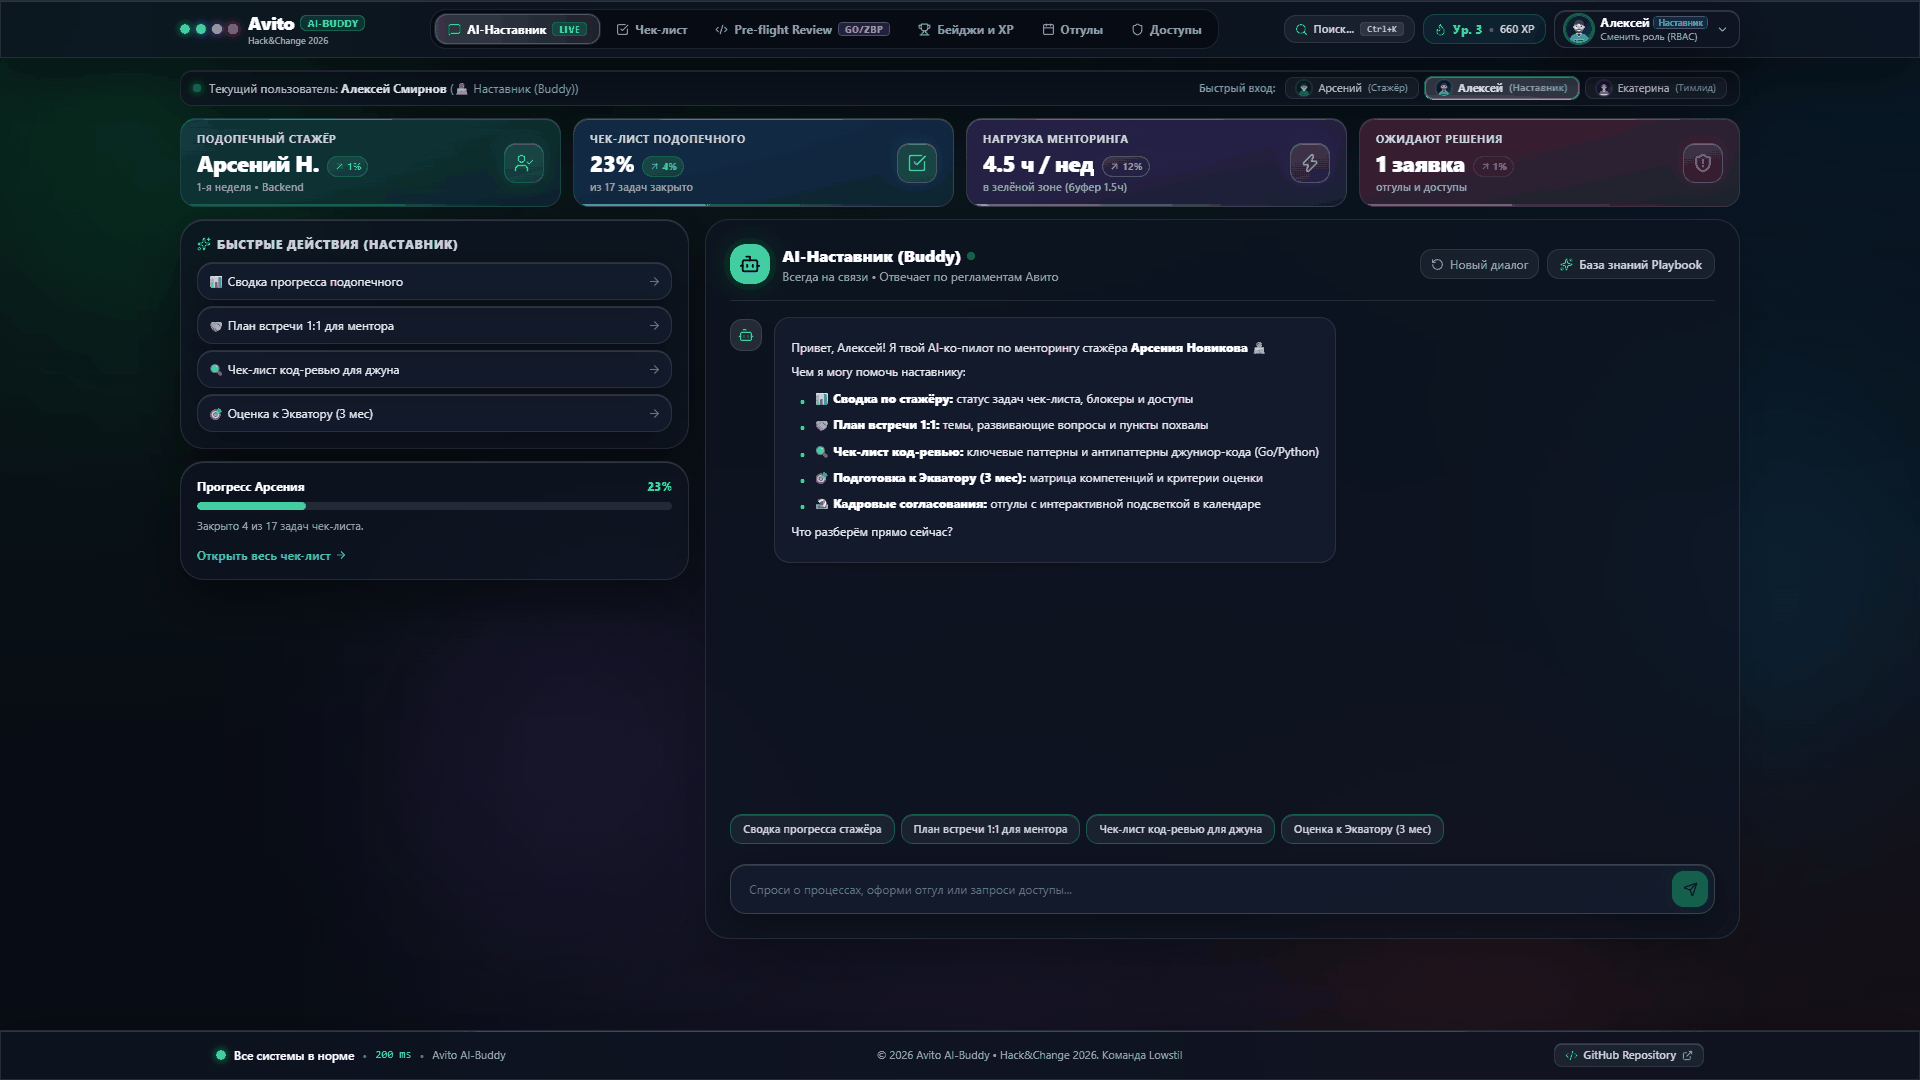 Avito AI-BUDDY
Hack&Change 2026
AI-Наставник LIVE
Чек-лист
Pre-flight Review GO/ZBP
Бейджи и XP
Отгулы
Доступы
Поиск... Ctrl+K
Ур. 3 • 660 XP
Алексей Наставник
Сменить роль (RBAC)
Текущий пользователь: Алексей Смирнов ( Наставник (Buddy))
Быстрый вход:
Арсений (Стажёр)
Алексей (Наставник)
Екатерина (Тимлид)
ПОДОПЕЧНЫЙ СТАЖЁР
Арсений Н. 1%
1-я неделя • Backend
ЧЕК-ЛИСТ ПОДОПЕЧНОГО
23% 4%
из 17 задач закрыто
НАГРУЗКА МЕНТОРИНГА
4.5 ч / нед 12%
в зелёной зоне (буфер 1.5ч)
ОЖИДАЮТ РЕШЕНИЯ
1 заявка 1%
отгулы и доступы
БЫСТРЫЕ ДЕЙСТВИЯ (НАСТАВНИК)
Сводка прогресса подопечного
План встречи 1:1 для ментора
Чек-лист код-ревью для джуна
Оценка к Экватору (3 мес)
Прогресс Арсения 23%
Закрыто 4 из 17 задач чек-листа.
Открыть весь чек-лист
AI-Наставник (Buddy)
Всегда на связи • Отвечает по регламентам Авито
Новый диалог
База знаний Playbook
Привет, Алексей! Я твой AI-ко-пилот по менторингу стажёра Арсения Новикова
Чем я могу помочь наставнику:
• Сводка по стажёру: статус задач чек-листа, блокеры и доступы
• План встречи 1:1: темы, развивающие вопросы и пункты похвалы
• Чек-лист код-ревью: ключевые паттерны и антипаттерны джуниор-кода (Go/Python)
• Подготовка к Экватору (3 мес): матрица компетенций и критерии оценки
• Кадровые согласования: отгулы с интерактивной подсветкой в календаре
Что разберём прямо сейчас?
Сводка прогресса стажёра
План встречи 1:1 для ментора
Чек-лист код-ревью для джуна
Оценка к Экватору (3 мес)
Спроси о процессах, оформи отгул или запроси доступы...
Все системы в норме • 200 ms • Avito AI-Buddy
© 2026 Avito AI-Buddy • Hack&Change 2026. Команда Lowstil
GitHub Repository